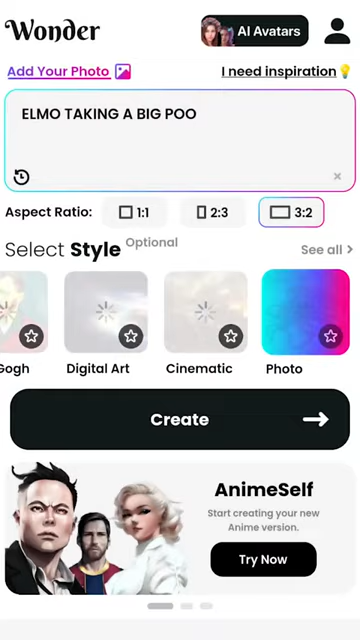 Wonder
AI Avatars
Add Your Photo
I need inspiration💡
ELMO TAKING A BIG POO
×
Aspect Ratio:
1:1
2:3
3:2
Select Style Optional
See all >
Gogh
Digital Art
Cinematic
Photo
Create
AnimeSelf
Start creating your new
Anime version.
Try Now